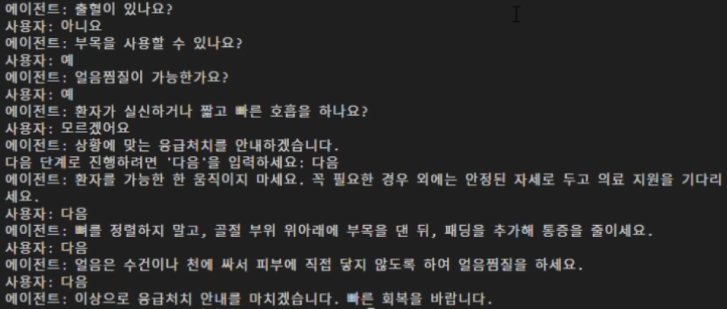 에이전트: 출혈이 있나요?
사용자: 아니요
에이전트: 부목을 사용할 수 있나요?
사용자: 예
에이전트: 얼음찜질이 가능한가요?
사용자: 예
에이전트: 환자가 실신하거나 짧고 빠른 호흡을 하나요?
사용자: 모르겠어요
에이전트: 상황에 맞는 응급처치를 안내하겠습니다.
다음 단계로 진행하려면 '다음'을 입력하세요: 다음
에이전트: 환자를 가능한 한 움직이지 마세요. 꼭 필요한 경우 외에는 안정된 자세로 두고 의료 지원을 기다리
세요.
사용자: 다음
에이전트: 뼈를 정렬하지 말고, 골절 부위 위아래에 부목을 댄 뒤, 패딩을 추가해 통증을 줄이세요.
사용자: 다음
에이전트: 얼음은 수건이나 천에 싸서 피부에 직접 닿지 않도록 하여 얼음찜질을 하세요.
사용자: 다음
에이전트: 이상으로 응급처치 안내를 마치겠습니다. 빠른 회복을 바랍니다.